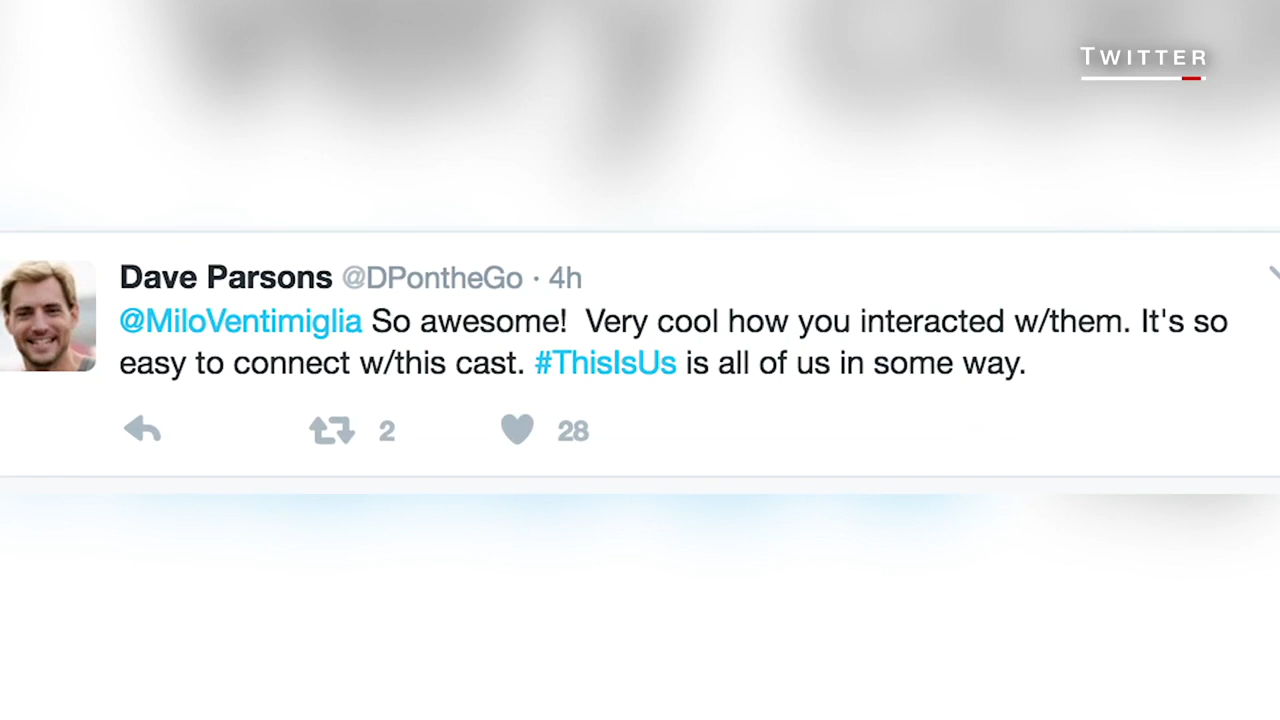 TWITTER
Dave Parsons @DPontheGo · 4h
@MiloVentimiglia So awesome!  Very cool how you interacted w/them. It's so
easy to connect w/this cast. #ThisIsUs is all of us in some way.
2 28